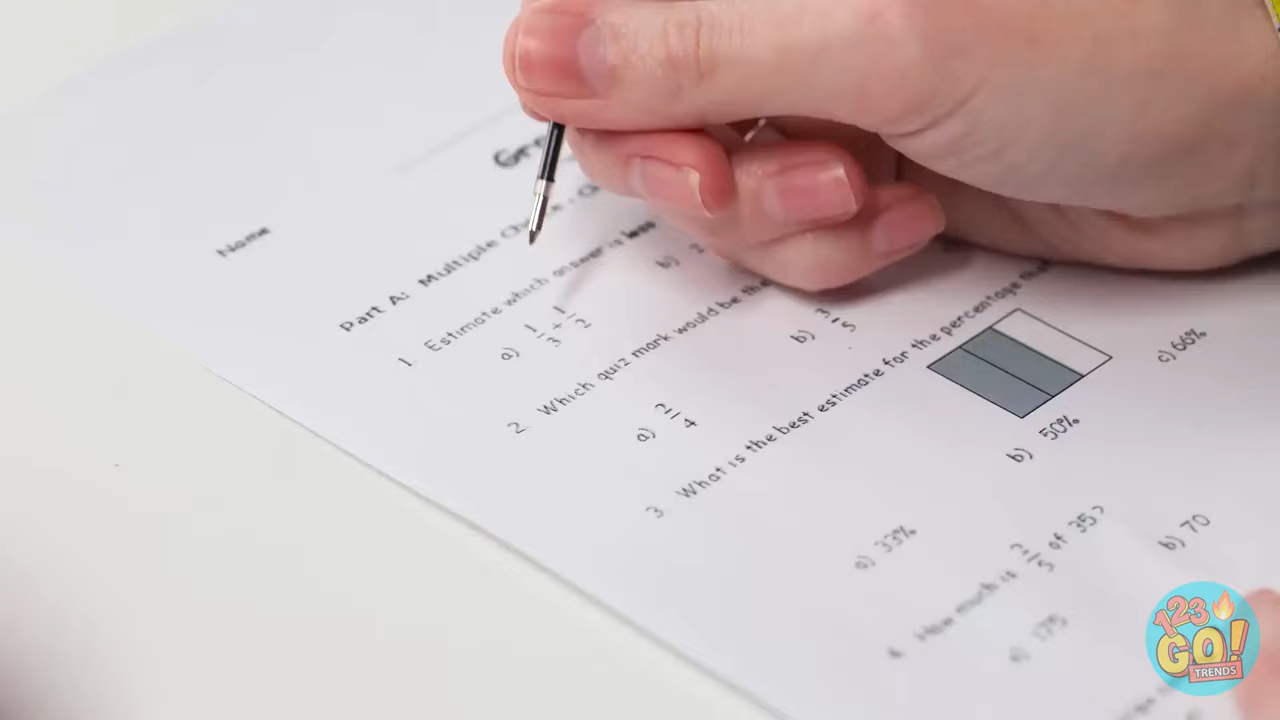 Name
Part A: Multiple
1. Estimate which answer is less
a) 1/3 + 1/2
b) 2
2. Which quiz mark would be the
a) 2/4
b) 3/5
3. What is the best estimate for the percentage
a) 33%
b) 50%
c) 66%
4. How much is 2/5 of 35?
a) 175
b) 70
123 GO!
TRENDS